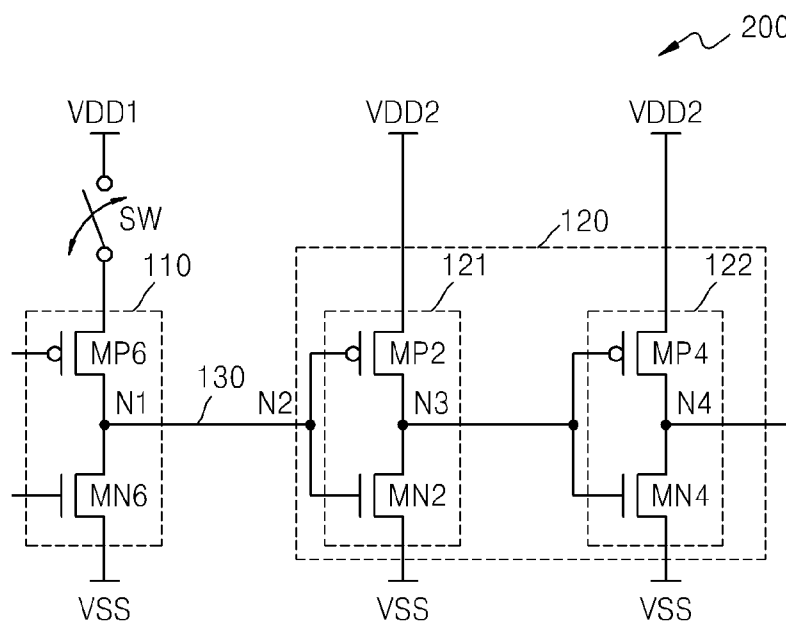 200
VDD1 VDD2 VDD2
SW
120
110 121 122
MP6 MP2 MP4
N1 130 N2 N3 N4
MN6 MN2 MN4
VSS VSS VSS